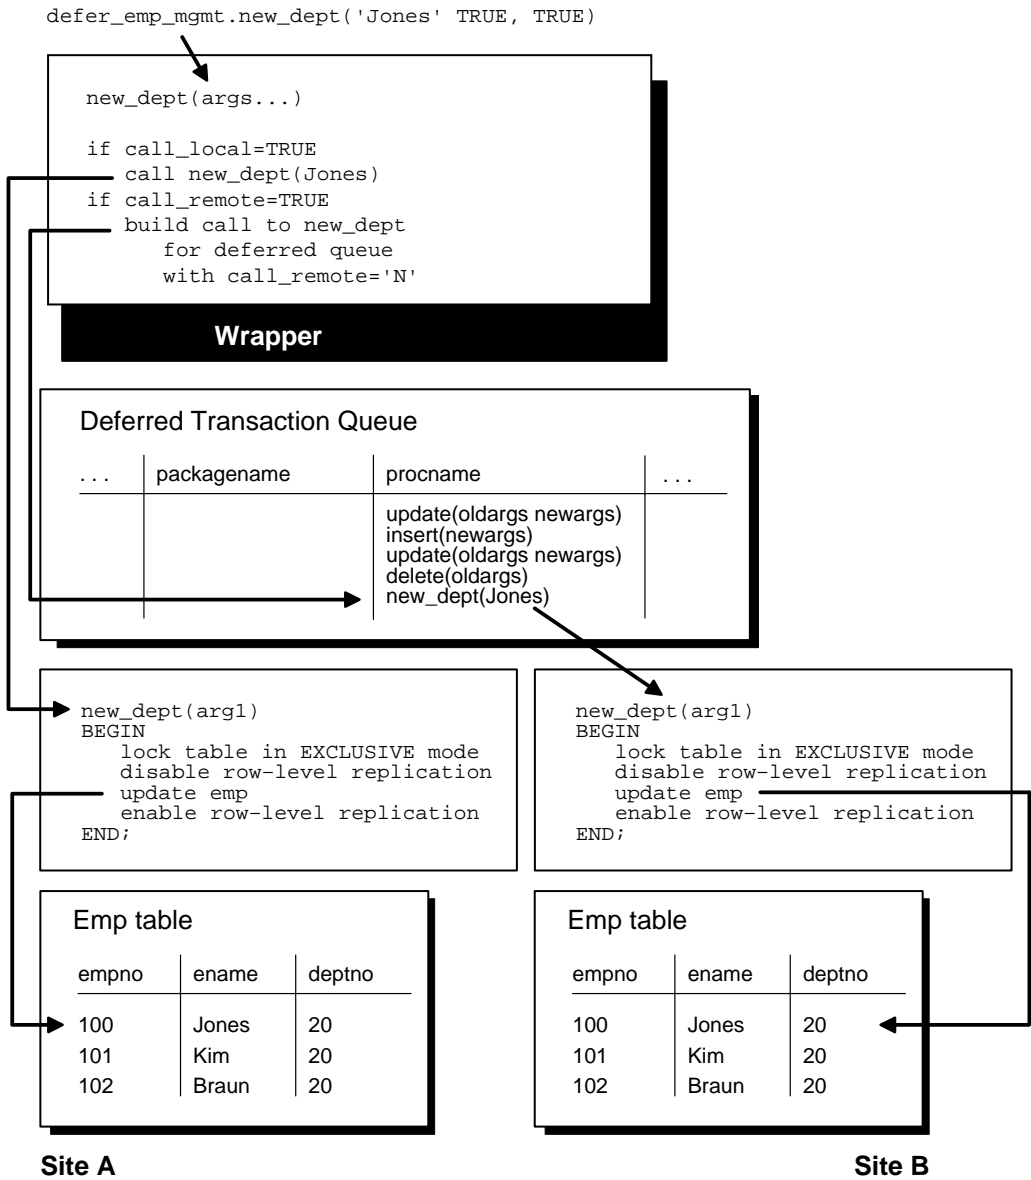 defer_emp_mgmt.new_dept('Jones' TRUE, TRUE)
new_dept(args...)
if call_local=TRUE
call new_dept(Jones)
if call_remote=TRUE
build call to new_dept
for deferred queue
with call_remote='N'
Wrapper
Deferred Transaction Queue
. . . packagename procname . . .
update(oldargs newargs)
insert(newargs)
update(oldargs newargs)
delete(oldargs)
new_dept(Jones)
new_dept(arg1)
BEGIN
lock table in EXCLUSIVE mode
disable row–level replication
update emp
enable row–level replication
END;
new_dept(arg1)
BEGIN
lock table in EXCLUSIVE mode
disable row–level replication
update emp
enable row–level replication
END;
Emp table
empno ename deptno
100 Jones 20
101 Kim 20
102 Braun 20
Emp table
empno ename deptno
100 Jones 20
101 Kim 20
102 Braun 20
Site A
Site B